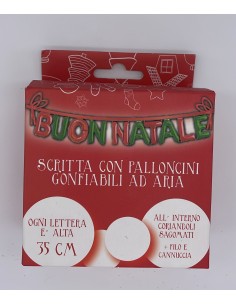 BUON NATALE
SCRITTA CON PALLONCINI
GONFIABILI AD ARIA
OGNI LETTERA
E' ALTA
35 CM
ALL' INTERNO
CORIANDOLI
SAGOMATI
+ FILO E
CANNUCCIA